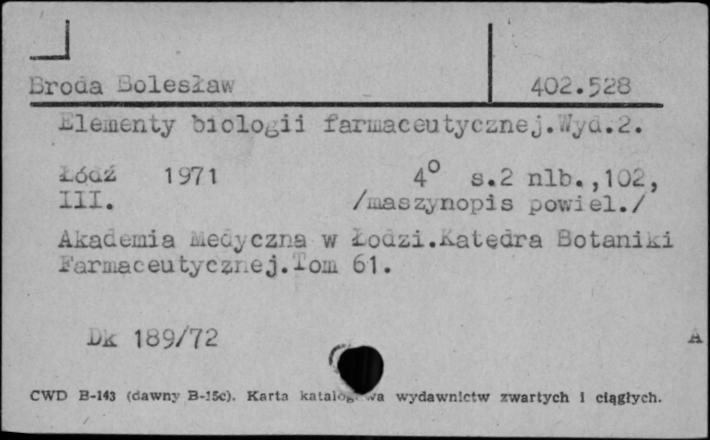 Broda Bolesław 402.528
Elementy biologii farmaceutycznej.Wyd.2.
Łódź 1971 4° s.2 nlb.,102,
III. /maszynopis powiel./
Akademia Medyczna w Łodzi.Katedra Botaniki
Farmaceutycznej.Tom 61.
Dk 189/72
A
CWD B-143 (dawny B-15c). Karta katalogowa wydawnictw zwartych i ciągłych.